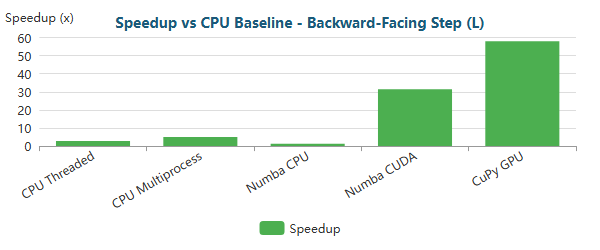 Speedup (x)
Speedup vs CPU Baseline - Backward-Facing Step (L)
60
50
40
30
20
10
0
CPU Threaded
CPU Multiprocess
Numba CPU
Numba CUDA
CuPy GPU
Speedup